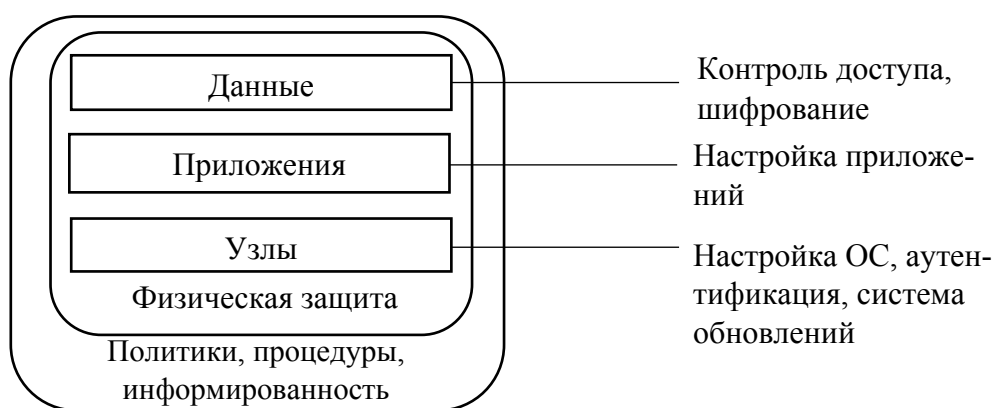 Данные
Приложения
Узлы
Физическая защита
Политики, процедуры,
информированность
Контроль доступа,
шифрование
Настройка приложе-
ний
Настройка ОС, аутен-
тификация, система
обновлений